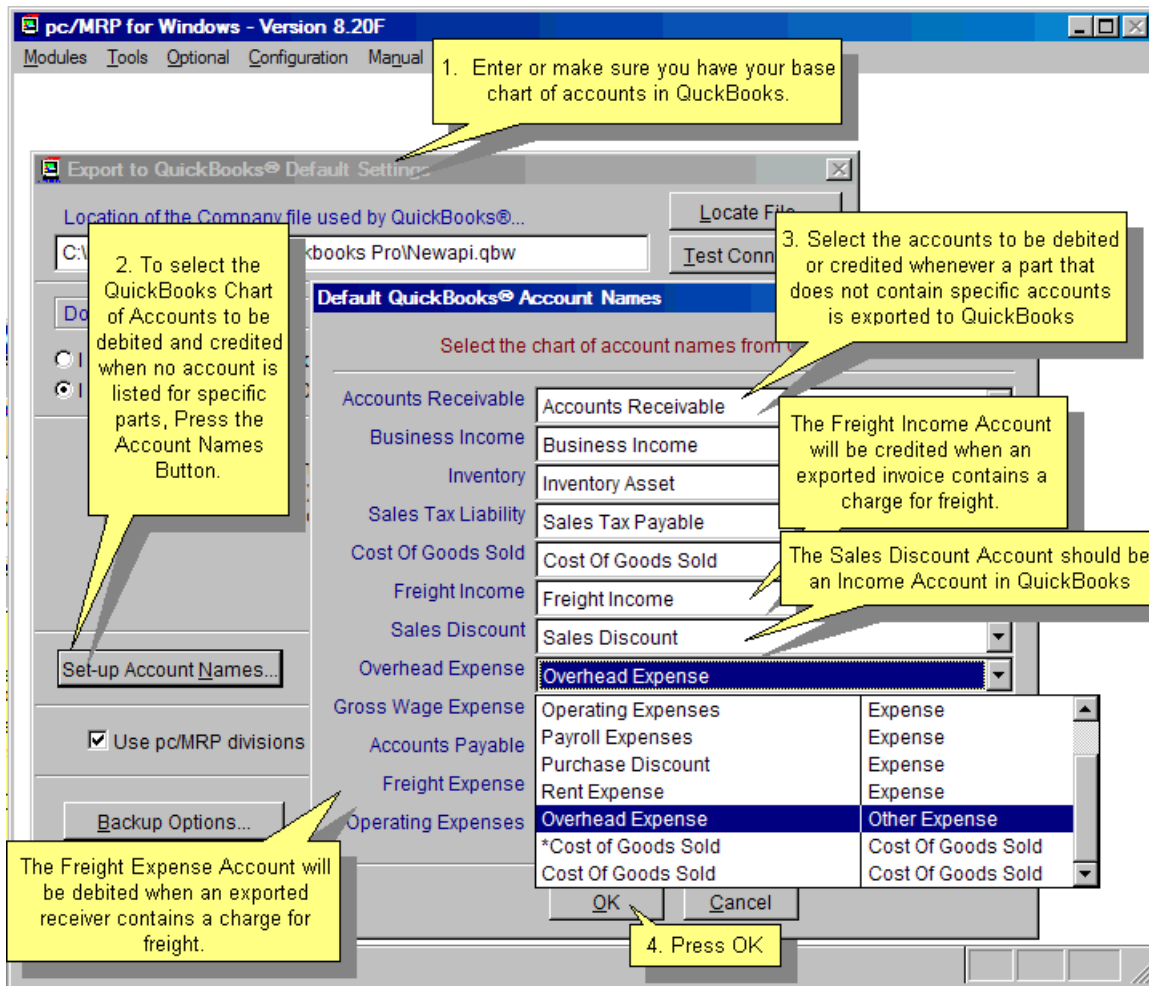 pc/MRP for Windows - Version 8.20F
Modules Tools Optional Configuration Manual
1. Enter or make sure you have your base
chart of accounts in QuckBooks.
Export to QuickBooks® Default Settings
Location of the Company file used by QuickBooks®...
Locate File
C:\
kbooks Pro\Newapi.qbw
Test Conn
2. To select the
QuickBooks Chart
of Accounts to be
debited and credited
when no account is
listed for specific
parts, Press the
Account Names
Button.
3. Select the accounts to be debited
or credited whenever a part that
does not contain specific accounts
is exported to QuickBooks
Do
I
I
Default QuickBooks® Account Names
Select the chart of account names from
Accounts Receivable Accounts Receivable
Business Income Business Income
Inventory Inventory Asset
Sales Tax Liability Sales Tax Payable
Cost Of Goods Sold Cost Of Goods Sold
Freight Income Freight Income
Sales Discount Sales Discount
Overhead Expense Overhead Expense
The Freight Income Account
will be credited when an
exported invoice contains a
charge for freight.
The Sales Discount Account should be
an Income Account in QuickBooks
Set-up Account Names...
Gross Wage Expense
Accounts Payable
Freight Expense
Operating Expenses
Operating Expenses Expense
Payroll Expenses Expense
Purchase Discount Expense
Rent Expense Expense
Overhead Expense Other Expense
*Cost of Goods Sold Cost Of Goods Sold
Cost Of Goods Sold Cost Of Goods Sold
Use pc/MRP divisions
Backup Options...
The Freight Expense Account will
be debited when an exported
receiver contains a charge for
freight.
OK Cancel
4. Press OK